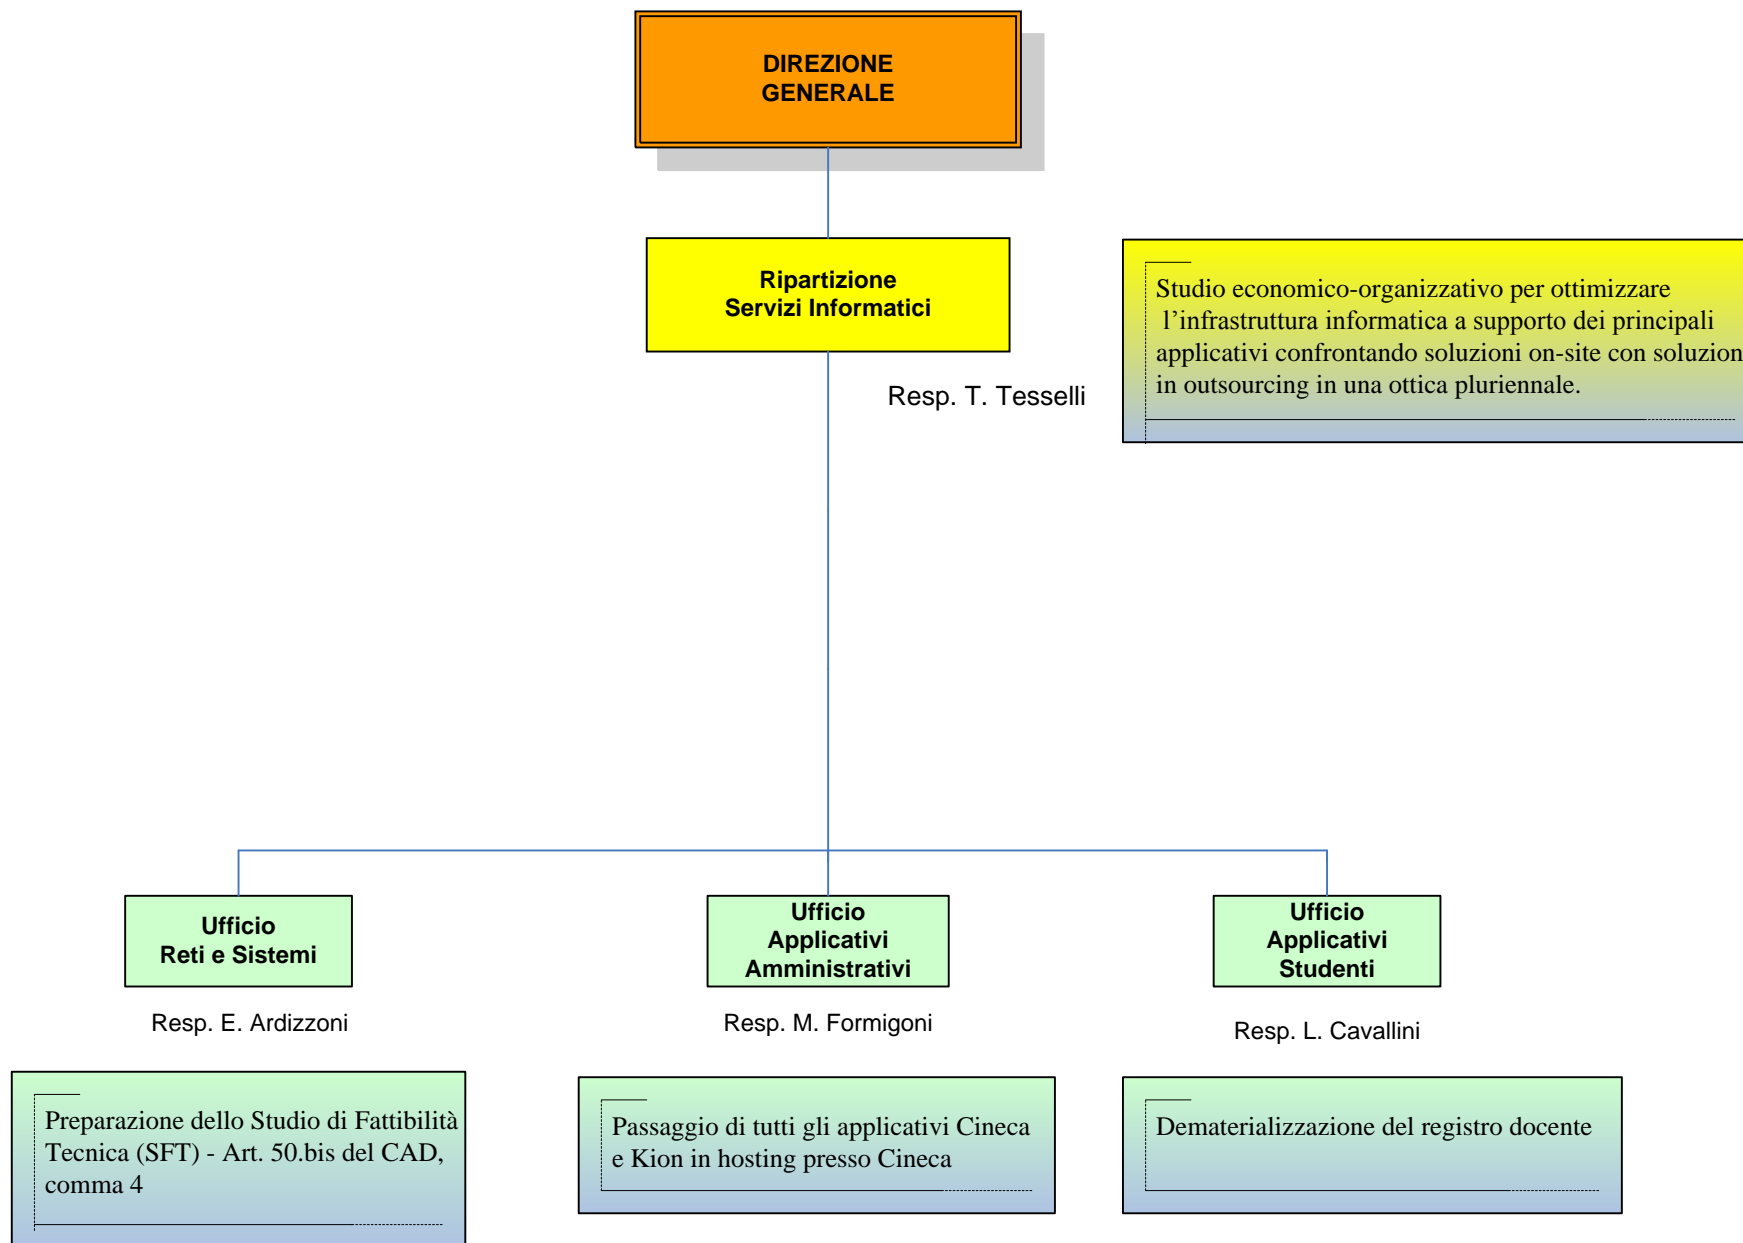 DIREZIONE
GENERALE
Ripartizione
Servizi Informatici
Resp. T. Tesselli
Studio economico-organizzativo per ottimizzare
l’infrastruttura informatica a supporto dei principali
applicativi confrontando soluzioni on-site con soluzion
in outsourcing in una ottica pluriennale.
Ufficio
Reti e Sistemi
Resp. E. Ardizzoni
Preparazione dello Studio di Fattibilità
Tecnica (SFT) - Art. 50.bis del CAD,
comma 4
Ufficio
Applicativi
Amministrativi
Resp. M. Formigoni
Passaggio di tutti gli applicativi Cineca
e Kion in hosting presso Cineca
Ufficio
Applicativi
Studenti
Resp. L. Cavallini
Dematerializzazione del registro docente